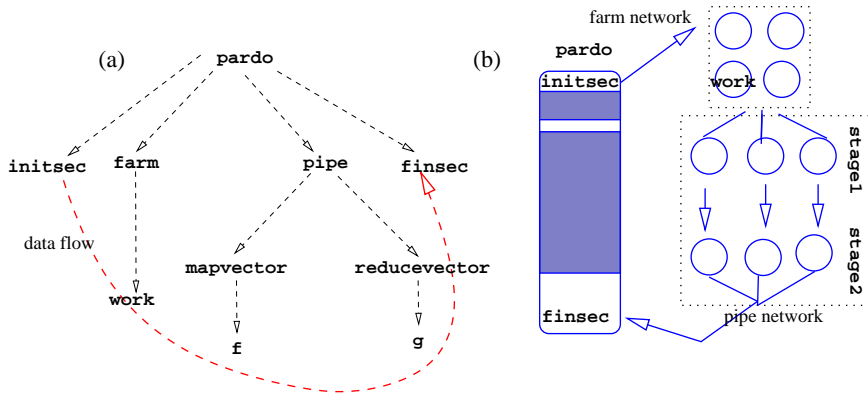 (a)
pardo
initsec
farm
pipe
finsec
data flow
mapvector
reducevector
work
f
g
(b)
farm network
pardo
initsec
work
stage1
stage2
finsec
pipe network